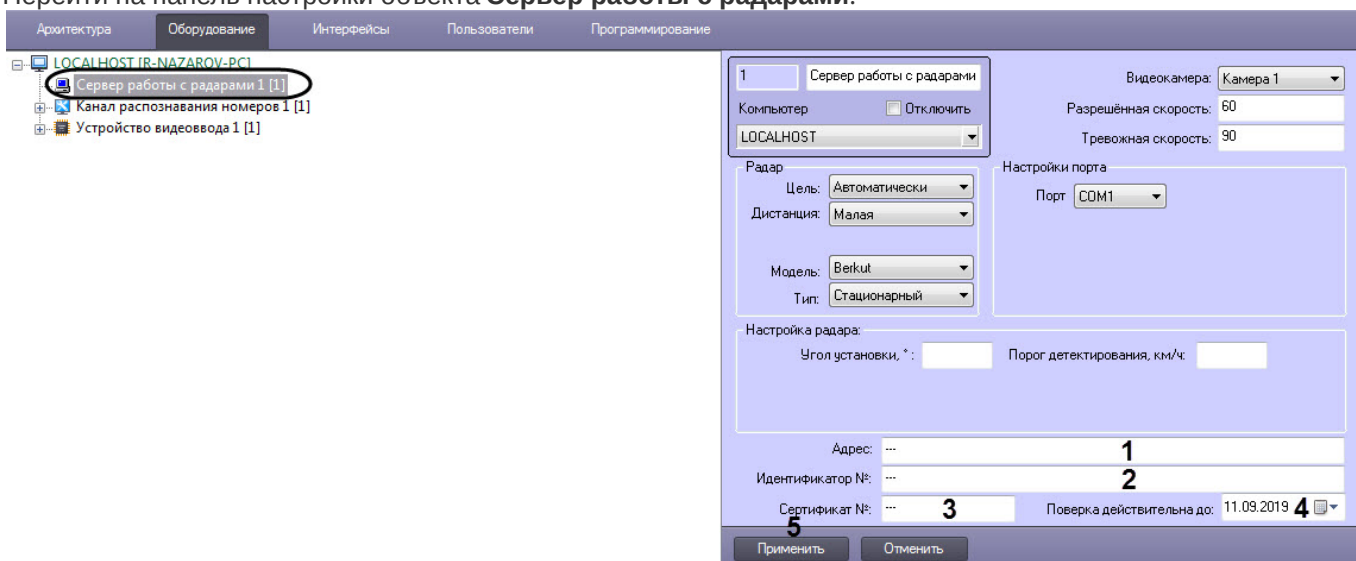 Перейти на панель настройки объекта Сервер работы с радарами.
Архитектура Оборудование Интерфейсы Пользователи Программирование
LOCALHOST [R-NAZAROV-PC]
Сервер работы с радарами 1 [1]
Канал распознавания номеров 1 [1]
Устройство видеоввода 1 [1]
1 Сервер работы с радарами
Компьютер Отключить
LOCALHOST
Видеокамера: Камера 1
Разрешённая скорость: 60
Тревожная скорость: 90
Радар
Цель: Автоматически
Дистанция: Малая
Модель: Berkut
Тип: Стационарный
Настройки порта
Порт COM1
Настройка радара:
Угол установки, ° : Порог детектирования, км/ч:
Адрес: --- 1
Идентификатор №: --- 2
Сертификат №: --- 3 Поверка действительна до: 11.09.2019 4
5
Применить Отменить